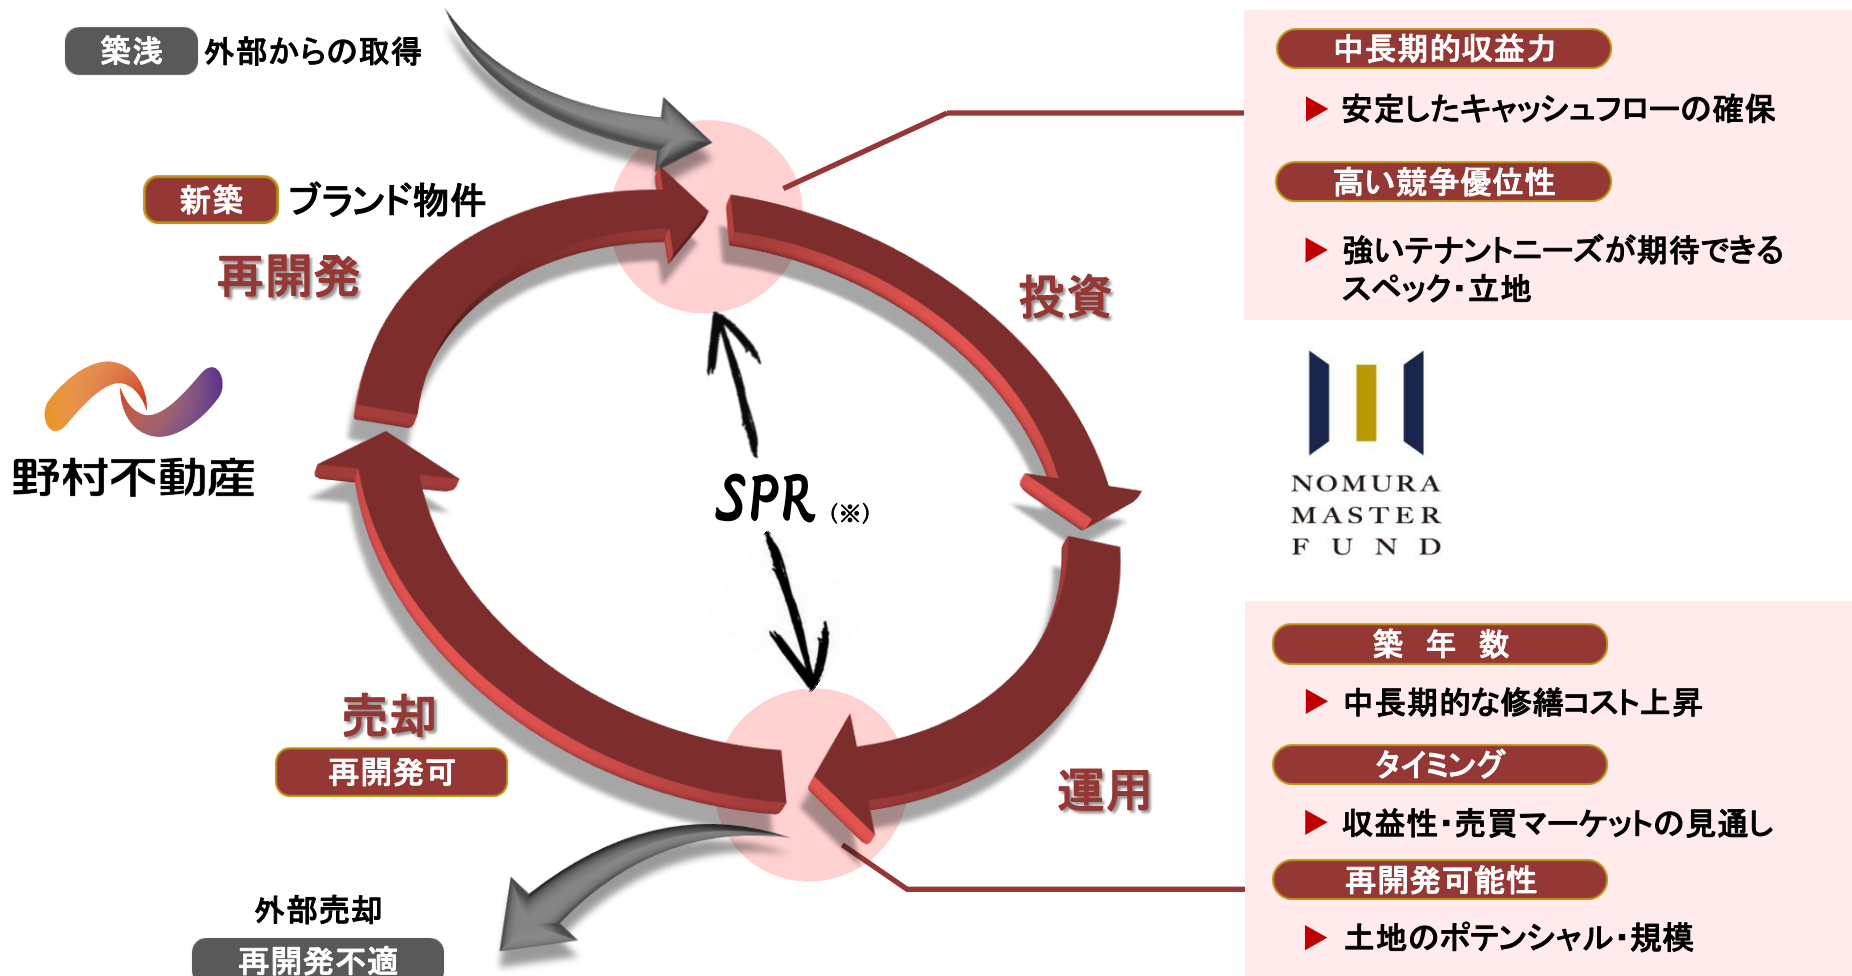 築浅 外部からの取得
新築 ブランド物件
再開発
野村不動産
投資
SPR (※)
売却
再開発可
運用
外部売却
再開発不適
中長期的収益力
▶ 安定したキャッシュフローの確保
高い競争優位性
▶ 強いテナントニーズが期待できる
スペック・立地
NOMURA
MASTER
FUND
築 年 数
▶ 中長期的な修繕コスト上昇
タイミング
▶ 収益性・売買マーケットの見通し
再開発可能性
▶ 土地のポテンシャル・規模